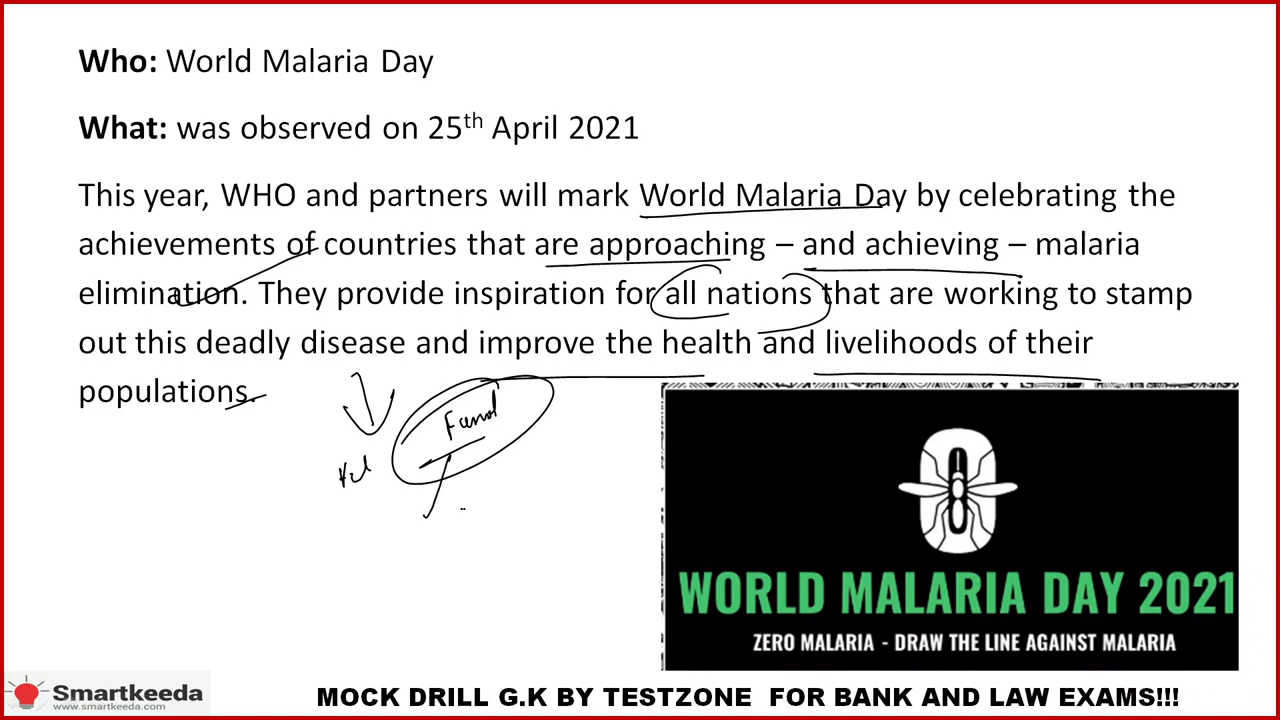 Who: World Malaria Day
What: was observed on 25th April 2021
This year, WHO and partners will mark World Malaria Day by celebrating the
achievements of countries that are approaching – and achieving – malaria
elimination. They provide inspiration for all nations that are working to stamp
out this deadly disease and improve the health and livelihoods of their
populations.
WORLD MALARIA DAY 2021
ZERO MALARIA - DRAW THE LINE AGAINST MALARIA
Smartkeeda
www.smartkeeda.com
MOCK DRILL G.K BY TESTZONE FOR BANK AND LAW EXAMS!!!